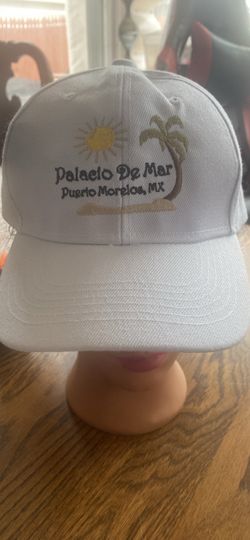 Palacio De Mar
Puerto Morelos, MX